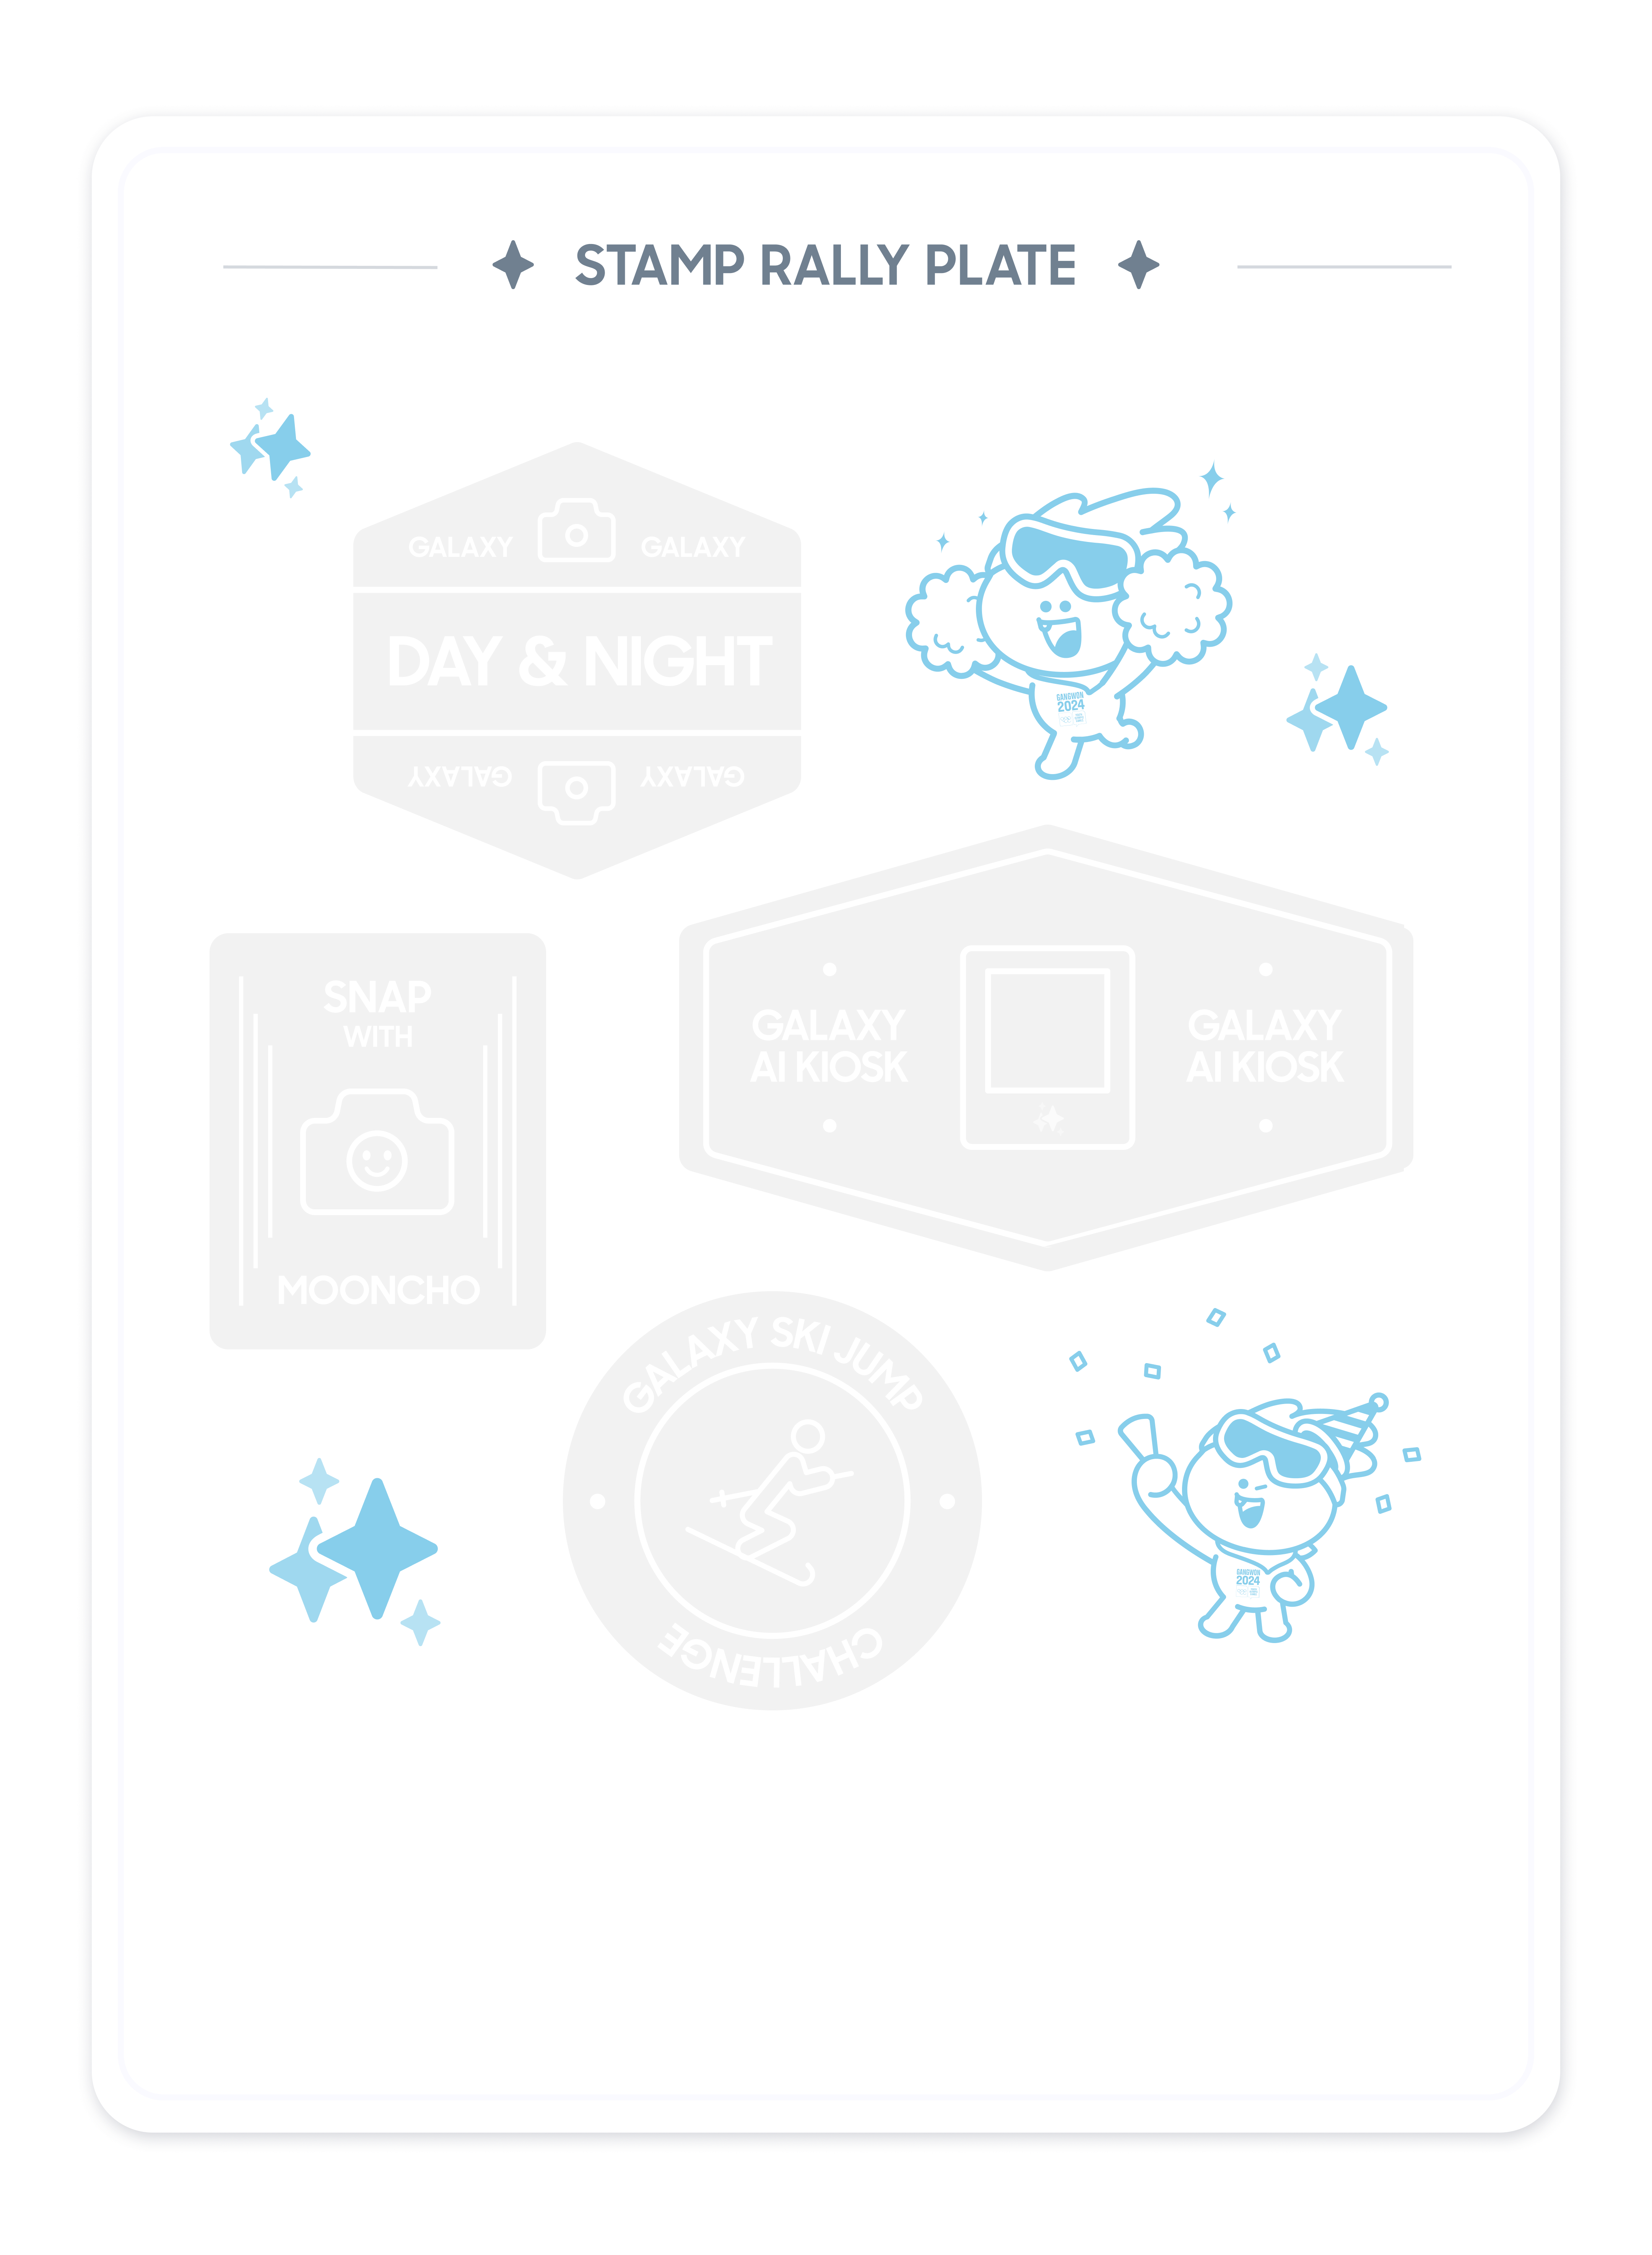 STAMP RALLY PLATE
GALAXY GALAXY
DAY & NIGHT
GALAXY GALAXY
GANGWON
2024
SNAP
WITH
MOONCHO
GALAXY
AI KIOSK
GALAXY
AI KIOSK
GALAXY SKI JUMP
CHALLENGE
GANGWON
2024